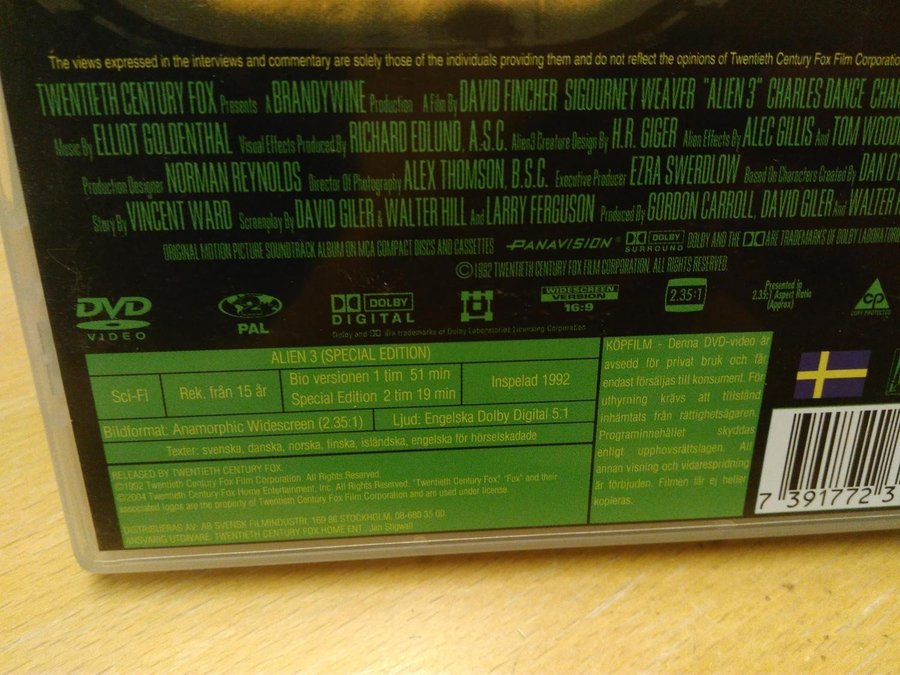 The views expressed in the interviews and commentary are solely those of the individuals providing them and do not reflect the opinions of Twentieth Century Fox Film
TWENTIETH CENTURY FOX Presents A BRANDYWINE Production A Film By DAVID FINCHER SIGOURNEY WEAVER "ALIEN 3" CHARLES DANCE
Music By ELLIOT GOLDENTHAL Visual Effects Produced By RICHARD EDLUND, A.S.C. Alien3 Creature Design By H.R. GIGER Alien Effects By ALEC GILLIS And TOM
Production Designer NORMAN REYNOLDS Director Of Photography ALEX THOMSON, B.S.C. Executive Producer EZRA SWERDLOW Based On Characters Created By DAN
Story By VINCENT WARD Screenplay By DAVID GILER & WALTER HILL And LARRY FERGUSON Produced By GORDON CARROLL, DAVID GILER And WALTER
ORIGINAL MOTION PICTURE SOUNDTRACK ALBUM ON MCA COMPACT DISCS AND CASSETTES PANAVISION® DOLBY SURROUND DOLBY AND THE DD ARE TRADEMARKS OF DOLBY
©1992 TWENTIETH CENTURY FOX FILM CORPORATION. ALL RIGHTS RESERVED.
DVD VIDEO
2 PAL
DOLBY DIGITAL
Dolby and DD are trademarks of Dolby Laboratories Licensing Corporation
WIDESCREEN VERSION 16:9
2.35:1
Presented in
2.35:1 Aspect Ratio
(Approx)
CP
COPY PROTECTED
ALIEN 3 (SPECIAL EDITION)
Sci-Fi
Rek. från 15 år
Bio versionen 1 tim 51 min
Special Edition 2 tim 19 min
Inspelad 1992
Bildformat: Anamorphic Widescreen (2.35:1)
Ljud: Engelska Dolby Digital 5.1
Texter: svenska, danska, norska, finska, isländska, engelska för hörselskadade
RELEASED BY TWENTIETH CENTURY FOX.
©1992 Twentieth Century Fox Film Corporation. All Rights Reserved.
©2004 Twentieth Century Fox Home Entertainment, Inc. All Rights Reserved. "Twentieth Century Fox," "Fox" and their
associated logos are the property of Twentieth Century Fox Film Corporation and are used under license.
DISTRIBUERAS AV: AB SVENSK FILMINDUSTRI, 169 86 STOCKHOLM, 08-680 35 00
ANSVARIG UTGIVARE: TWENTIETH CENTURY FOX HOME ENT., Jan Stigwall
KÖPFILM - Denna DVD-video är
avsedd för privat bruk och får
endast försäljas till konsument. För
uthyrning krävs att tillstånd
inhämtats från rättighetsägaren.
Programinnehållet skyddas
enligt upphovsrättslagen. All
annan visning och vidarespridning
är förbjuden. Filmen får ej heller
kopieras.
7 391772 3